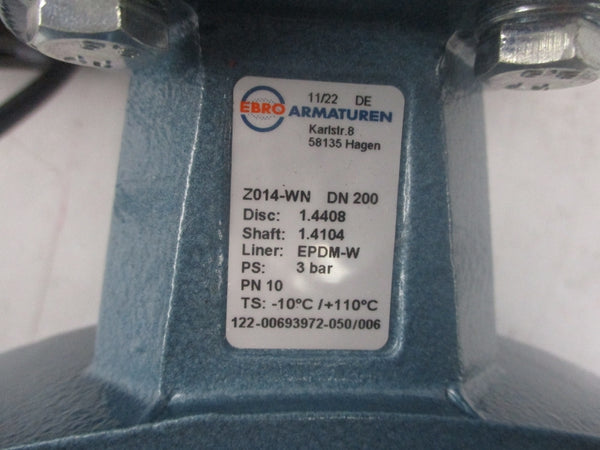 11/22 DE
EBRO ARMATUREN
Karlstr.8
58135 Hagen
Z014-WN DN 200
Disc: 1.4408
Shaft: 1.4104
Liner: EPDM-W
PS: 3 bar
PN 10
TS: -10°C /+110°C
122-00693972-050/006